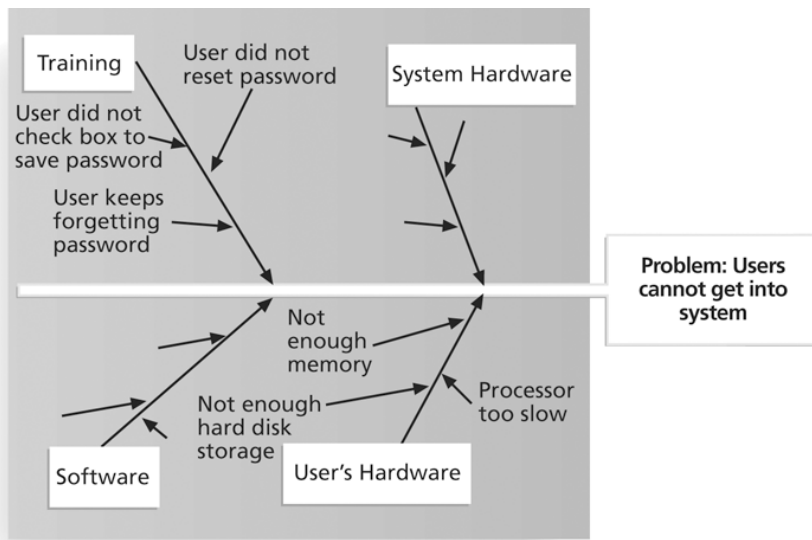 Training
User did not
reset password
System Hardware
User did not
check box to
save password
User keeps
forgetting
password
Problem: Users
cannot get into
system
Not
enough
memory
Not enough
hard disk
storage
Processor
too slow
Software
User's Hardware